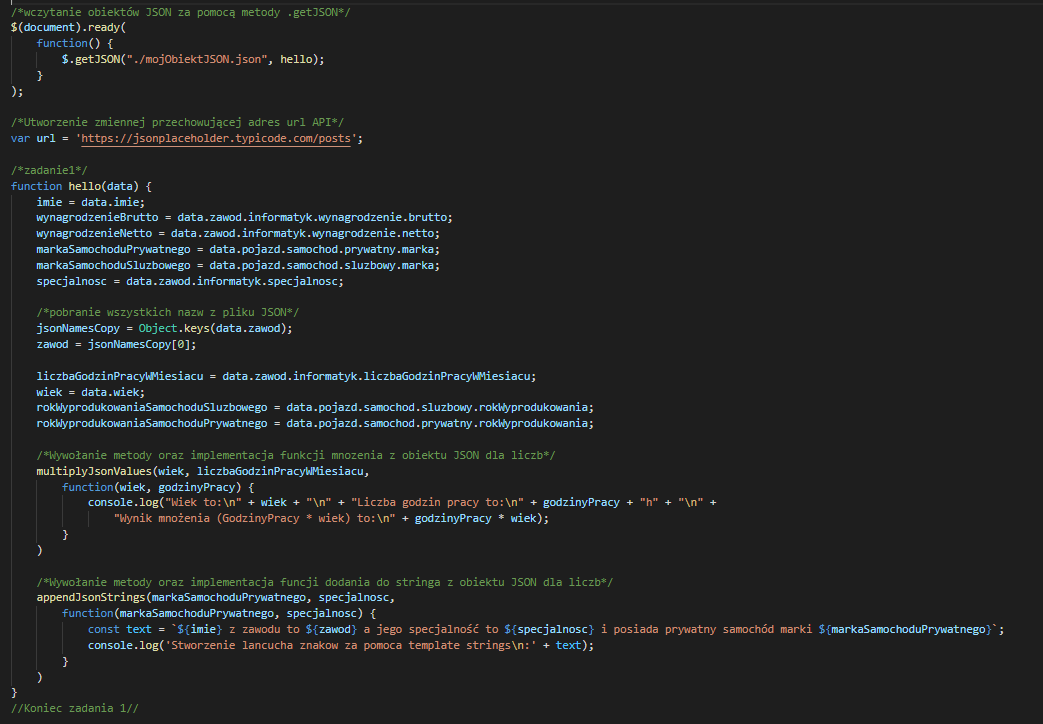 /*wczytanie obiektów JSON za pomocą metody .getJSON*/
$(document).ready(
    function() {
        $.getJSON("./mojObiektJSON.json", hello);
    }
);

/*Utworzenie zmiennej przechowującej adres url API*/
var url = 'https://jsonplaceholder.typicode.com/posts';

/*zadanie1*/
function hello(data) {
    imie = data.imie;
    wynagrodzenieBrutto = data.zawod.informatyk.wynagrodzenie.brutto;
    wynagrodzenieNetto = data.zawod.informatyk.wynagrodzenie.netto;
    markaSamochoduPrywatnego = data.pojazd.samochod.prywatny.marka;
    markaSamochoduSluzbowego = data.pojazd.samochod.sluzbowy.marka;
    specjalnosc = data.zawod.informatyk.specjalnosc;

    /*pobranie wszystkich nazw z pliku JSON*/
    jsonNamesCopy = Object.keys(data.zawod);
    zawod = jsonNamesCopy[0];

    liczbaGodzinPracyWMiesiacu = data.zawod.informatyk.liczbaGodzinPracyWMiesiacu;
    wiek = data.wiek;
    rokWyprodukowaniaSamochoduSluzbowego = data.pojazd.samochod.sluzbowy.rokWyprodukowania;
    rokWyprodukowaniaSamochoduPrywatnego = data.pojazd.samochod.prywatny.rokWyprodukowania;

    /*Wywołanie metody oraz implementacja funkcji mnozenia z obiektu JSON dla liczb*/
    multiplyJsonValues(wiek, liczbaGodzinPracyWMiesiacu,
        function(wiek, godzinyPracy) {
            console.log("Wiek to:\n" + wiek + "\n" + "Liczba godzin pracy to:\n" + godzinyPracy + "h" + "\n" +
                "Wynik mnożenia (GodzinyPracy * wiek) to:\n" + godzinyPracy * wiek);
        }
    )

    /*Wywołanie metody oraz implementacja funcji dodania do stringa z obiektu JSON dla liczb*/
    appendJsonStrings(markaSamochoduPrywatnego, specjalnosc,
        function(markaSamochoduPrywatnego, specjalnosc) {
            const text = `${imie} z zawodu to ${zawod} a jego specjalność to ${specjalnosc} i posiada prywatny samochód marki ${markaSamochoduPrywatnego}`;
            console.log('Stworzenie lancucha znakow za pomoca template strings\n:' + text);
        }
    )
}
//Koniec zadania 1//